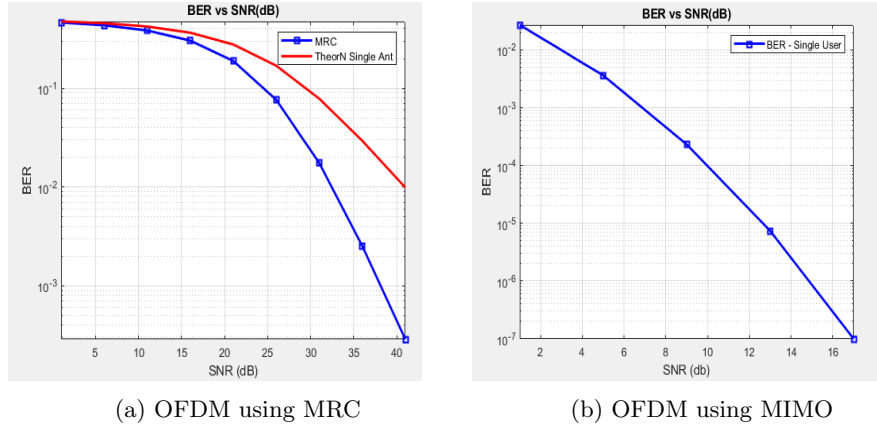 BER vs SNR(dB)
MRC
TheorN Single Ant
10^-1
10^-2
10^-3
BER
5 10 15 20 25 30 35 40
SNR (dB)
(a) OFDM using MRC
BER vs SNR(dB)
BER - Single User
10^-2
10^-3
10^-4
10^-5
10^-6
10^-7
BER
2 4 6 8 10 12 14 16
SNR (db)
(b) OFDM using MIMO